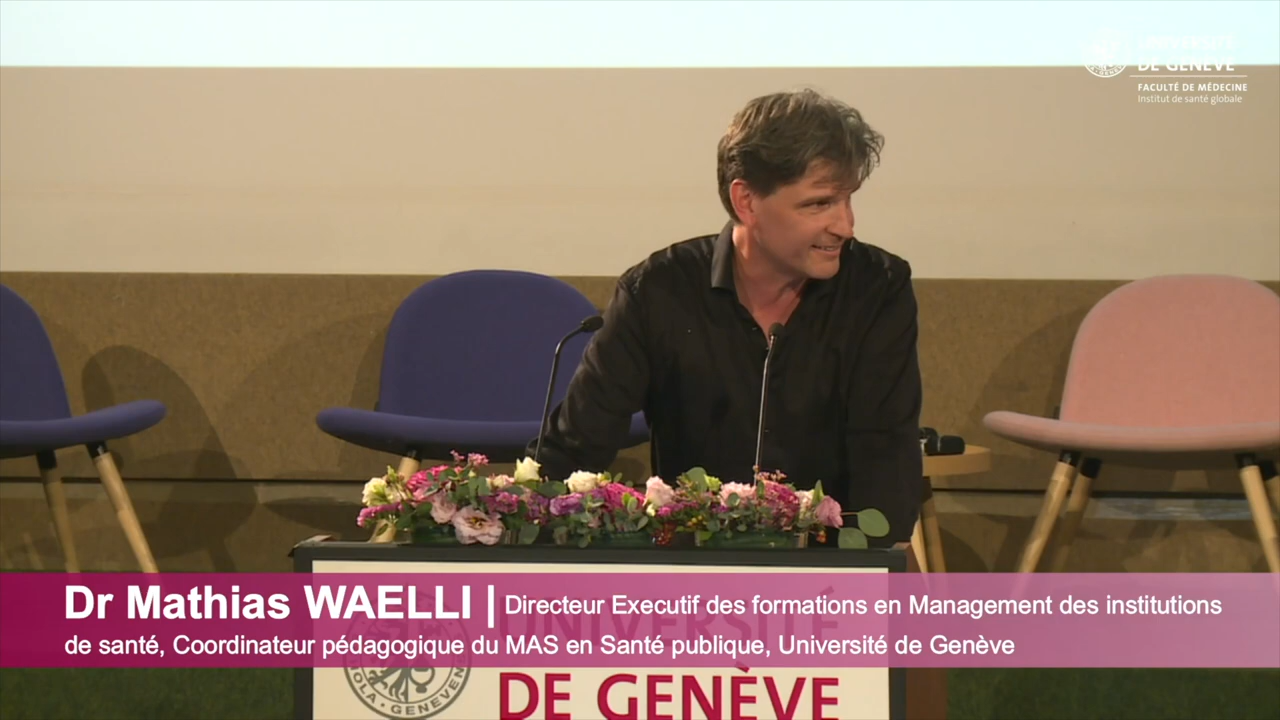 UNIVERSITÉ
DE GENÈVE
FACULTÉ DE MÉDECINE
Institut de santé globale
Dr Mathias WAELLI | Directeur Executif des formations en Management des institutions
de santé, Coordinateur pédagogique du MAS en Santé publique, Université de Genève
UNIVERSITÉ
DE GENÈVE